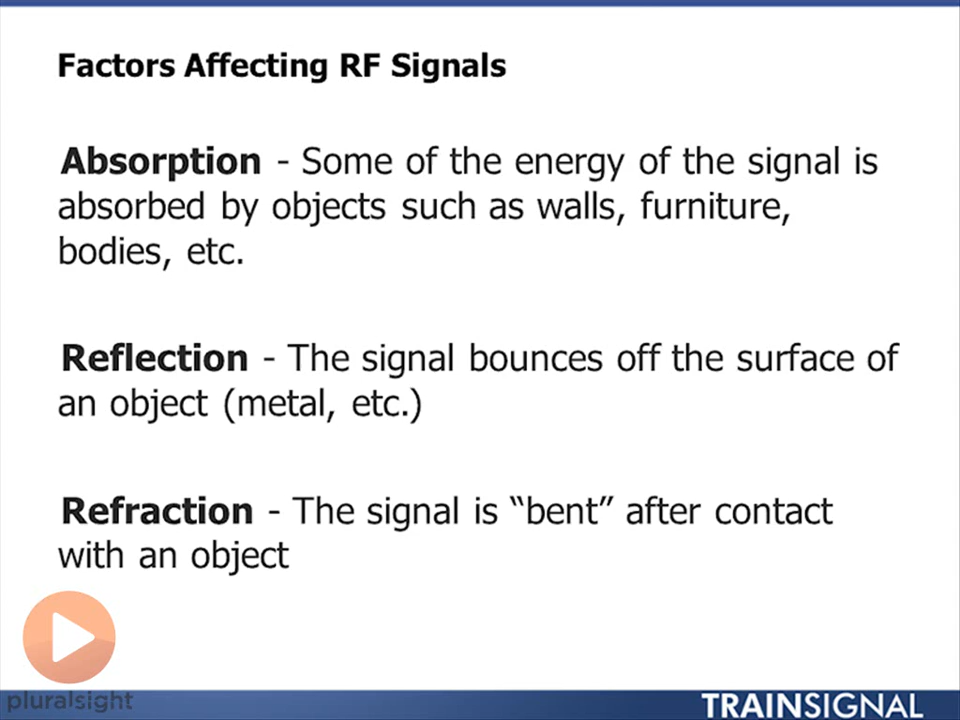 Factors Affecting RF Signals
Absorption - Some of the energy of the signal is
absorbed by objects such as walls, furniture,
bodies, etc.
Reflection - The signal bounces off the surface of
an object (metal, etc.)
Refraction - The signal is “bent” after contact
with an object
pluralsight
TRAINSIGNAL